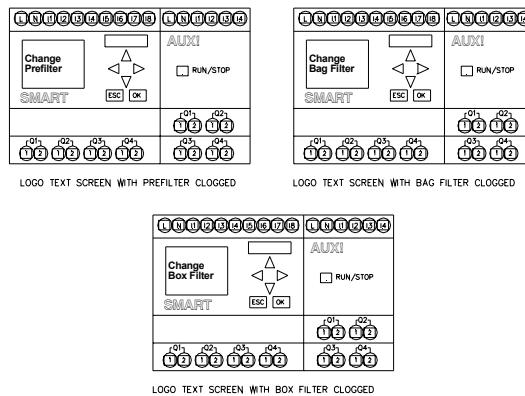 L N I1 I2 I3 I4 I5 I6 I7 I8 L N I1 I2 I3 I4
Change
Prefilter
SMART
ESC OK
AUX!
RUN/STOP
Q1 Q2
1 2 1 2
Q1 Q2 Q3 Q4 Q3 Q4
1 2 1 2 1 2 1 2 1 2 1 2
LOGO TEXT SCREEN WITH PREFILTER CLOGGED
L N I1 I2 I3 I4 I5 I6 I7 I8 L N I1 I2 I3 I4
Change
Bag Filter
SMART
ESC OK
AUX!
RUN/STOP
Q1 Q2
1 2 1 2
Q1 Q2 Q3 Q4 Q3 Q4
1 2 1 2 1 2 1 2 1 2 1 2
LOGO TEXT SCREEN WITH BAG FILTER CLOGGED
L N I1 I2 I3 I4 I5 I6 I7 I8 L N I1 I2 I3 I4
Change
Box Filter
SMART
ESC OK
AUX!
RUN/STOP
Q1 Q2
1 2 1 2
Q1 Q2 Q3 Q4 Q3 Q4
1 2 1 2 1 2 1 2 1 2 1 2
LOGO TEXT SCREEN WITH BOX FILTER CLOGGED